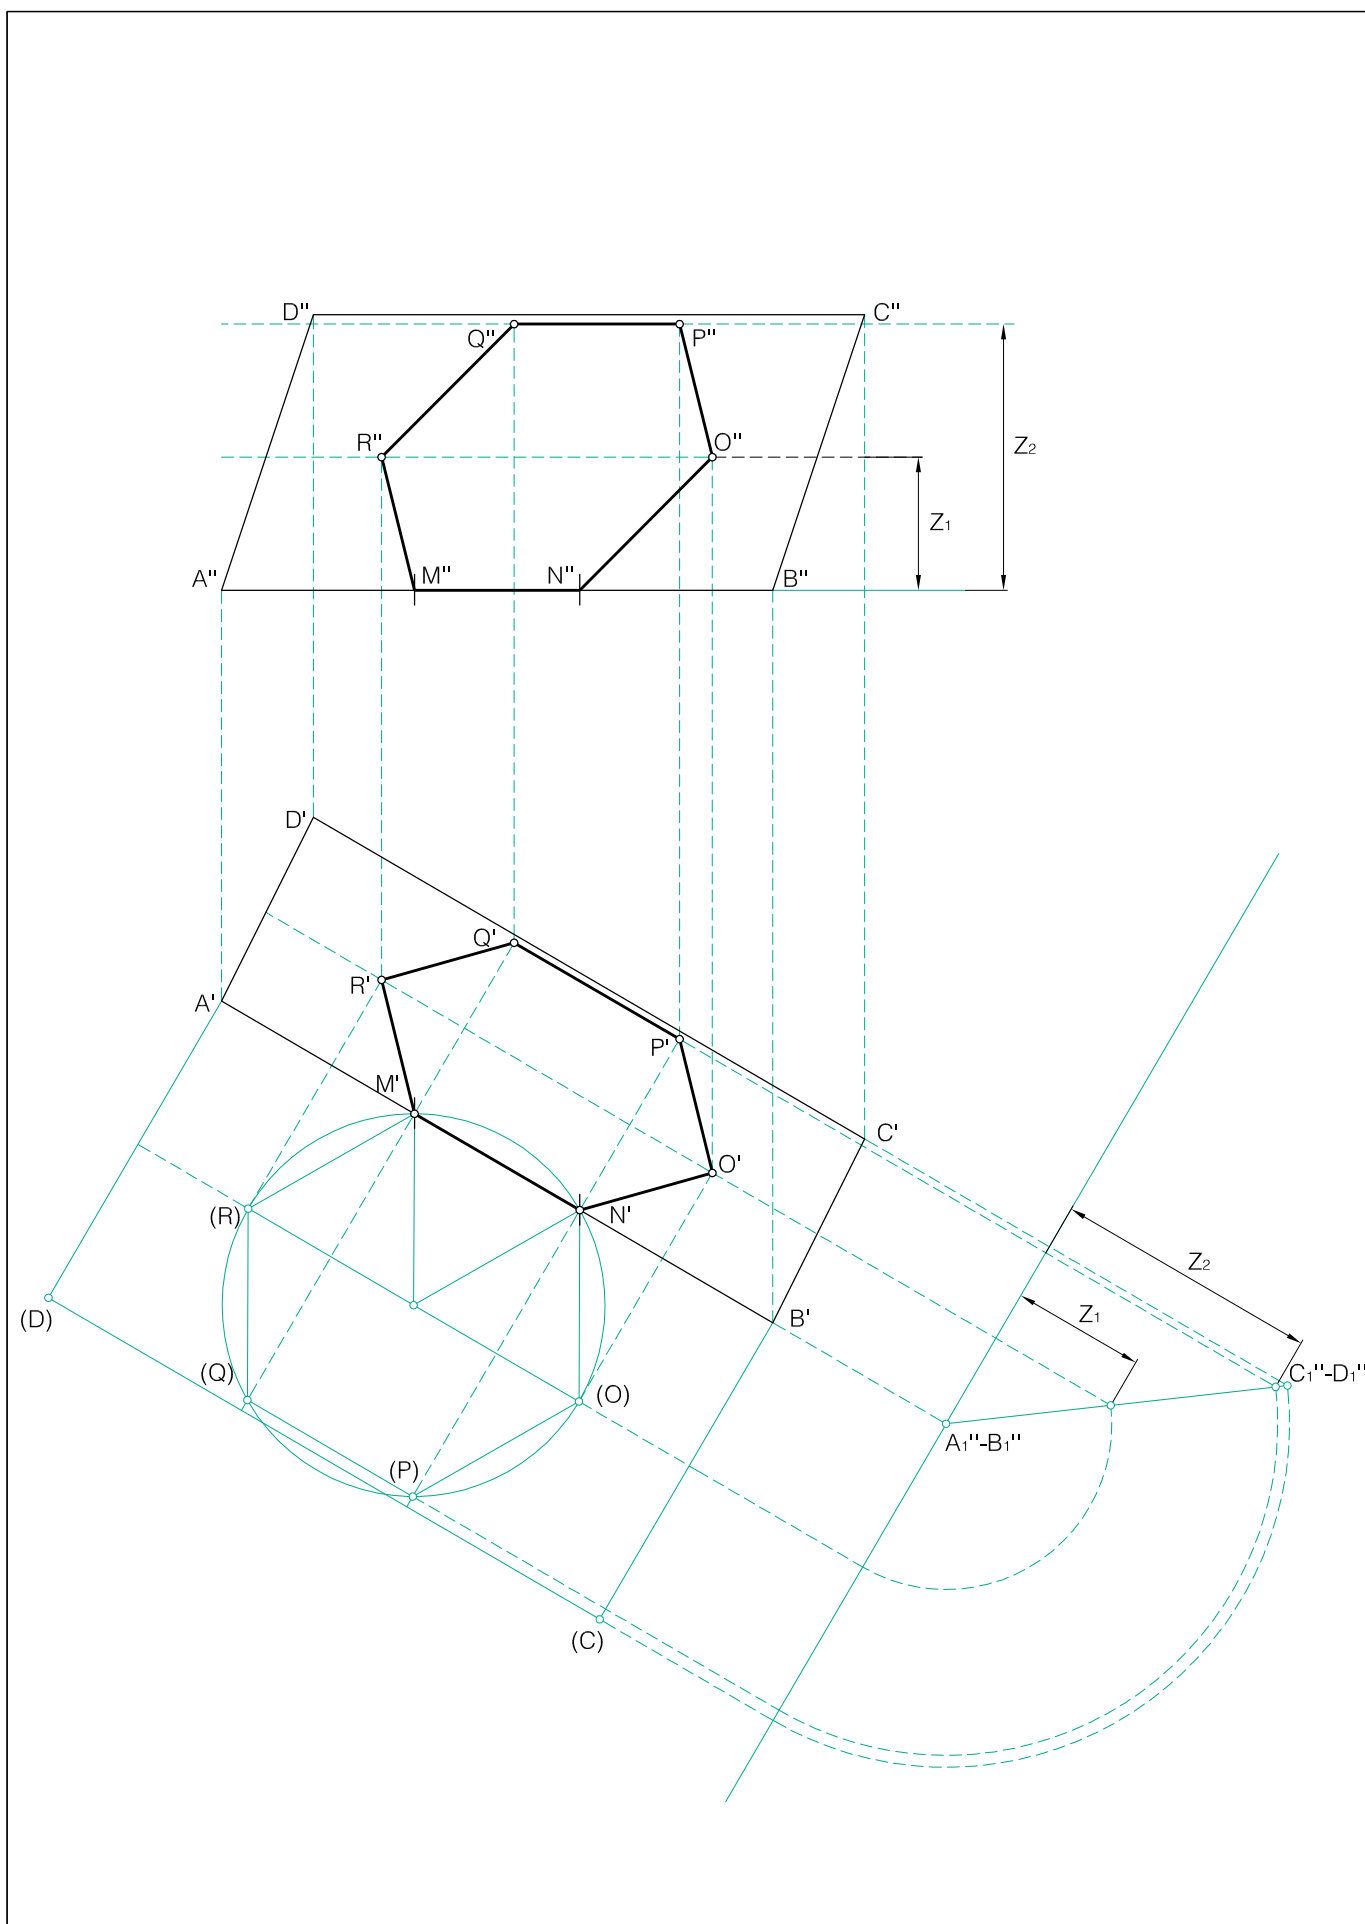 D" C"
Q" P"
R" O" Z2
Z1
A" M" N" B"
D'
Q'
R'
A'
P'
M'
C'
O'
(R) N'
Z2
Z1
(D) B'
(Q) (O) C1"-D1"
A1"-B1"
(P)
(C)